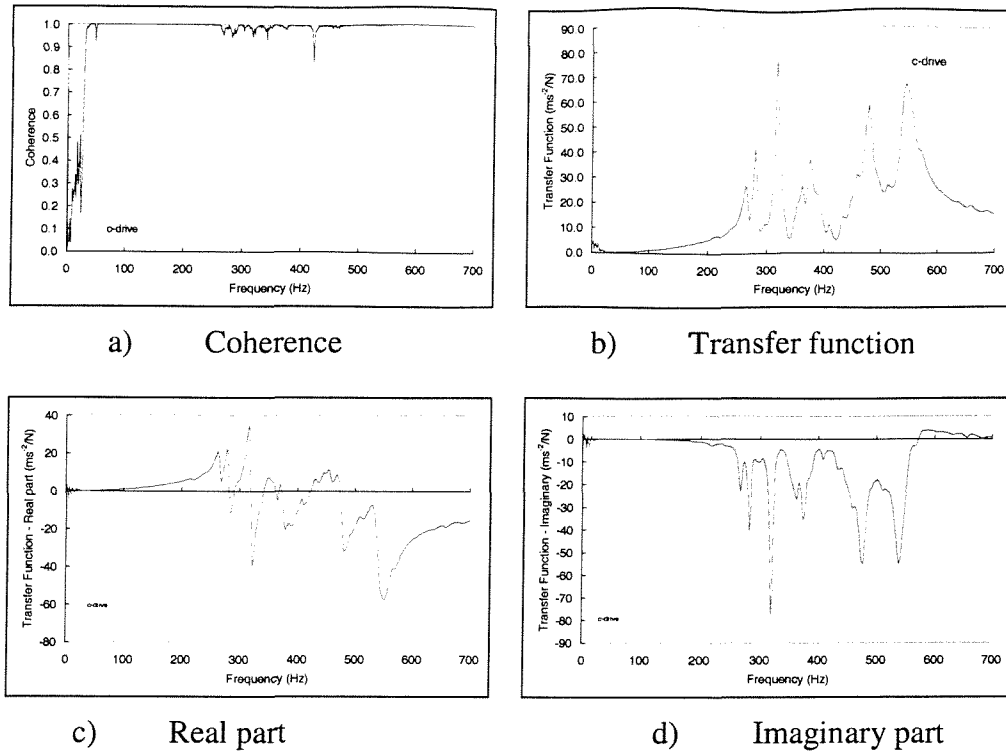 1.0
0.9
0.8
0.7
0.6
0.5
0.4
0.3
0.2
0.1
0.0
Coherence
c-drive
0 100 200 300 400 500 600 700
Frequency (Hz)
a) Coherence
90.0
80.0
70.0
60.0
50.0
40.0
30.0
20.0
10.0
0.0
Transfer Function (ms⁻²/N)
c-drive
0 100 200 300 400 500 600 700
Frequency (Hz)
b) Transfer function
40
20
0
-20
-40
-60
-80
Transfer Function - Real part (ms⁻²/N)
c-drive
0 100 200 300 400 500 600 700
Frequency (Hz)
c) Real part
10
0
-10
-20
-30
-40
-50
-60
-70
-80
-90
Transfer Function - Imaginary (ms⁻²/N)
c-drive
0 100 200 300 400 500 600 700
Frequency (Hz)
d) Imaginary part